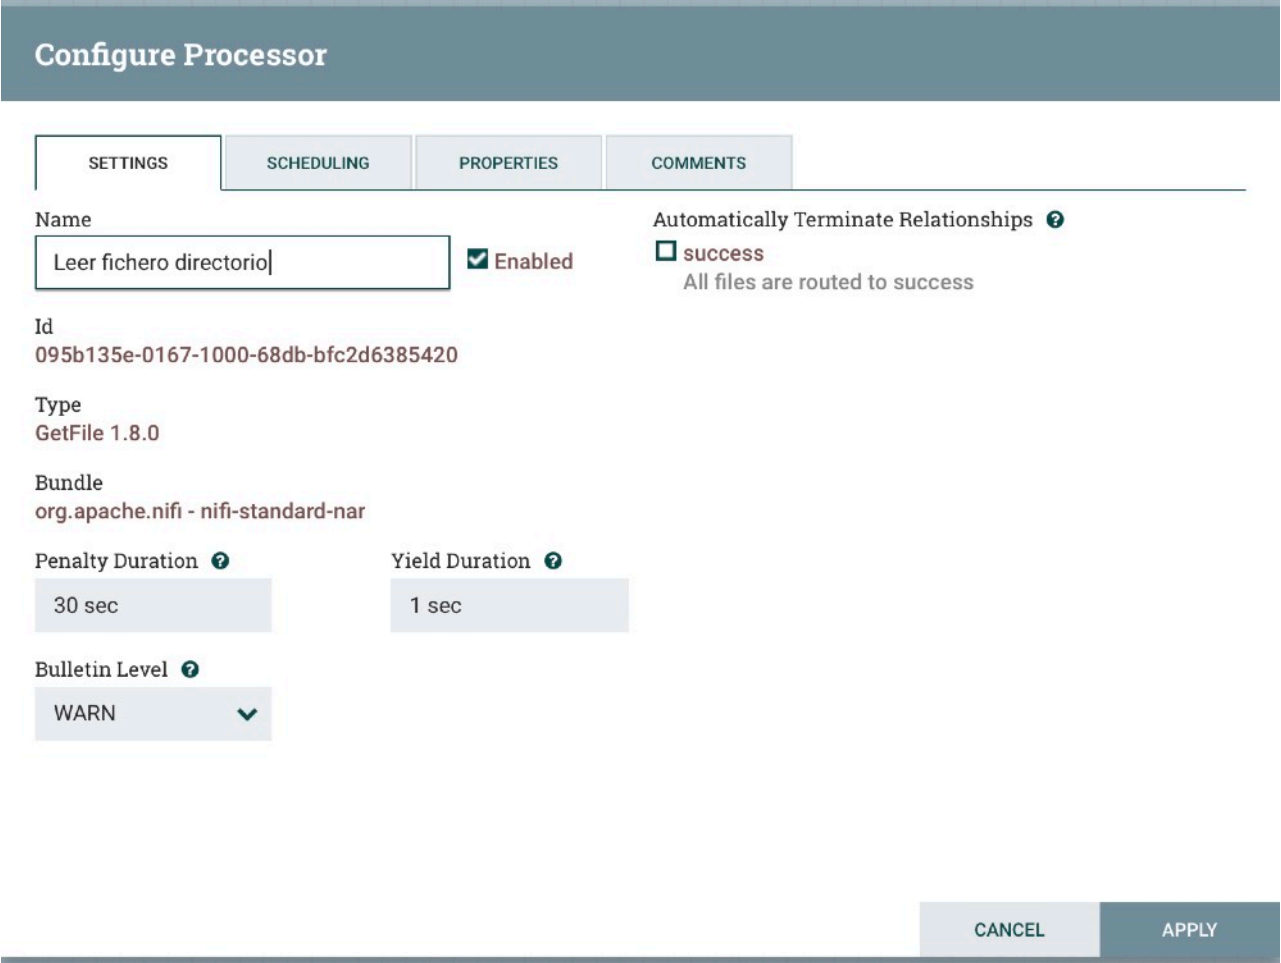 Configure Processor
SETTINGS
SCHEDULING
PROPERTIES
COMMENTS
Name
Leer fichero directorio
Enabled
Automatically Terminate Relationships
success
All files are routed to success
Id
095b135e-0167-1000-68db-bfc2d6385420
Type
GetFile 1.8.0
Bundle
org.apache.nifi - nifi-standard-nar
Penalty Duration
Yield Duration
30 sec
1 sec
Bulletin Level
WARN
CANCEL
APPLY